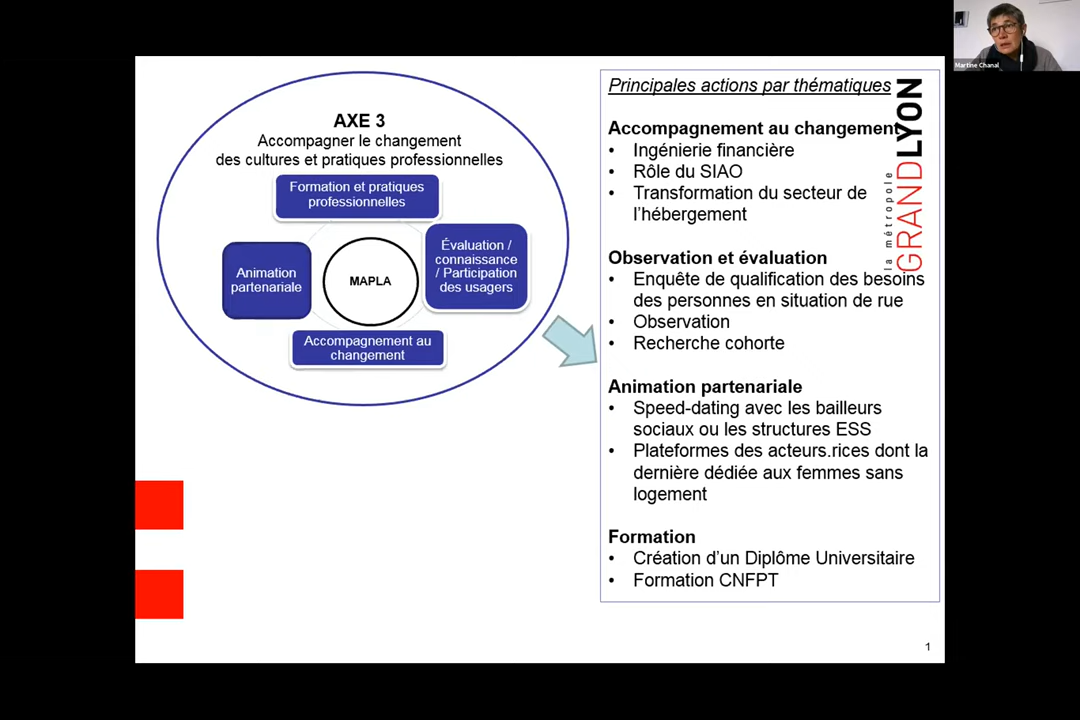 AXE 3
Accompagner le changement
des cultures et pratiques professionnelles
Formation et pratiques
professionnelles
Évaluation /
connaissance
/ Participation
des usagers
Animation
partenariale
MAPLA
Accompagnement au
changement
Principales actions par thématiques
Accompagnement au changement
• Ingénierie financière
• Rôle du SIAO
• Transformation du secteur de
l’hébergement
Observation et évaluation
• Enquête de qualification des besoins
des personnes en situation de rue
• Observation
• Recherche cohorte
Animation partenariale
• Speed-dating avec les bailleurs
sociaux ou les structures ESS
• Plateformes des acteurs.rices dont la
dernière dédiée aux femmes sans
logement
Formation
• Création d’un Diplôme Universitaire
• Formation CNFPT
la métropole
GRANDLYON
1
Martine Chanal